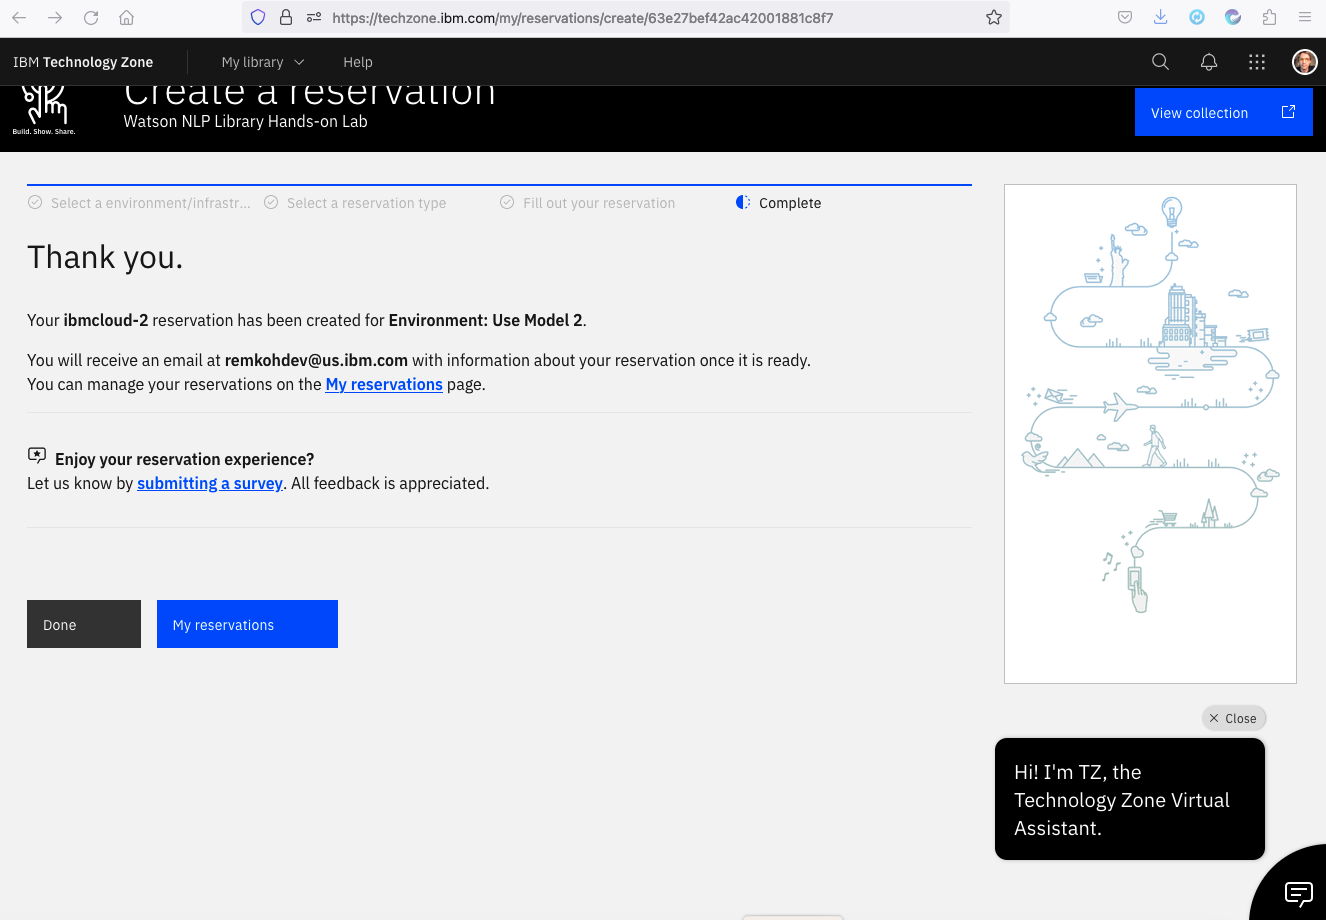 https://techzone.ibm.com/my/reservations/create/63e27bef42ac42001881c8f7
IBM Technology Zone
My library
Help
Create a reservation
Build. Show. Share.
Watson NLP Library Hands-on Lab
View collection
Select a environment/infrastr...
Select a reservation type
Fill out your reservation
Complete
Thank you.
Your ibmcloud-2 reservation has been created for Environment: Use Model 2.
You will receive an email at remkohdev@us.ibm.com with information about your reservation once it is ready.
You can manage your reservations on the My reservations page.
Enjoy your reservation experience?
Let us know by submitting a survey. All feedback is appreciated.
Done
My reservations
Close
Hi! I'm TZ, the
Technology Zone Virtual
Assistant.